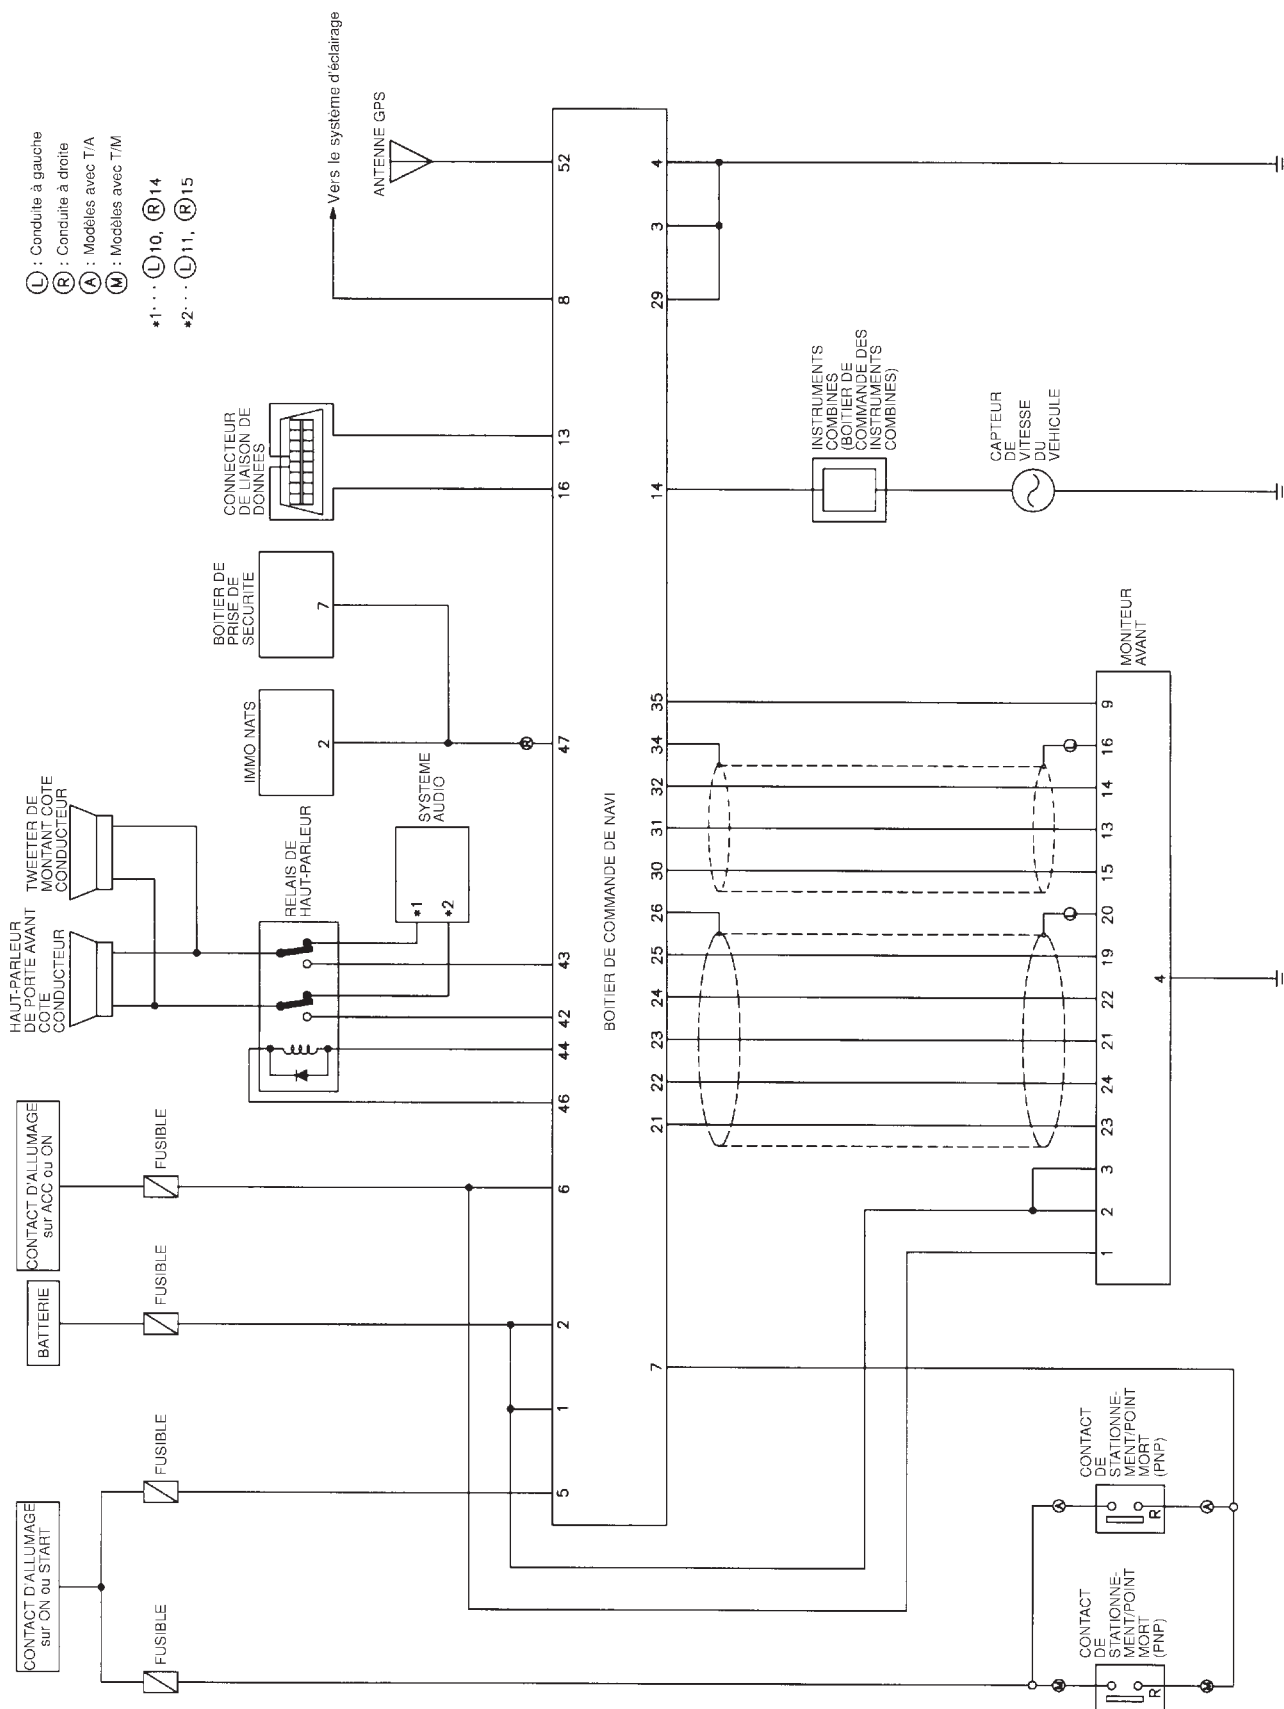 CONTACT D'ALLUMAGE
sur ON ou START
BATTERIE
CONTACT D'ALLUMAGE
sur ACC ou ON
HAUT-PARLEUR
DE PORTE AVANT
COTE
CONDUCTEUR
TWEETER DE
MONTANT COTE
CONDUCTEUR
Ⓛ : Conduite à gauche
Ⓡ : Conduite à droite
Ⓐ : Modèles avec T/A
Ⓜ : Modèles avec T/M
*1··· Ⓛ10, Ⓡ14
*2··· Ⓛ11, Ⓡ15
FUSIBLE
FUSIBLE
FUSIBLE
FUSIBLE
RELAIS DE
HAUT-PARLEUR
IMMO NATS
2
BOITIER DE
PRISE DE
SECURITE
7
CONNECTEUR
DE LIAISON DE
DONNEES
Vers le système d'éclairage
ANTENNE GPS
SYSTEME
AUDIO
*1
*2
Ⓡ
5 1 2 6 46 44 42 43 47 16 13 8 52
BOITIER DE COMMANDE DE NAVI
7 21 22 23 24 25 26 30 31 32 34 35 14 29 3 4
INSTRUMENTS
COMBINES
(BOITIER DE
COMMANDE DES
INSTRUMENTS
COMBINES)
CAPTEUR
DE
VITESSE
DU
VEHICULE
Ⓛ Ⓛ
1 2 3 23 24 21 22 19 20 15 13 14 16 9
4
MONITEUR
AVANT
CONTACT
DE
STATIONNE-
MENT/POINT
MORT
(PNP)
Ⓜ
R
Ⓜ
CONTACT
DE
STATIONNE-
MENT/POINT
MORT
(PNP)
Ⓐ
R
Ⓐ